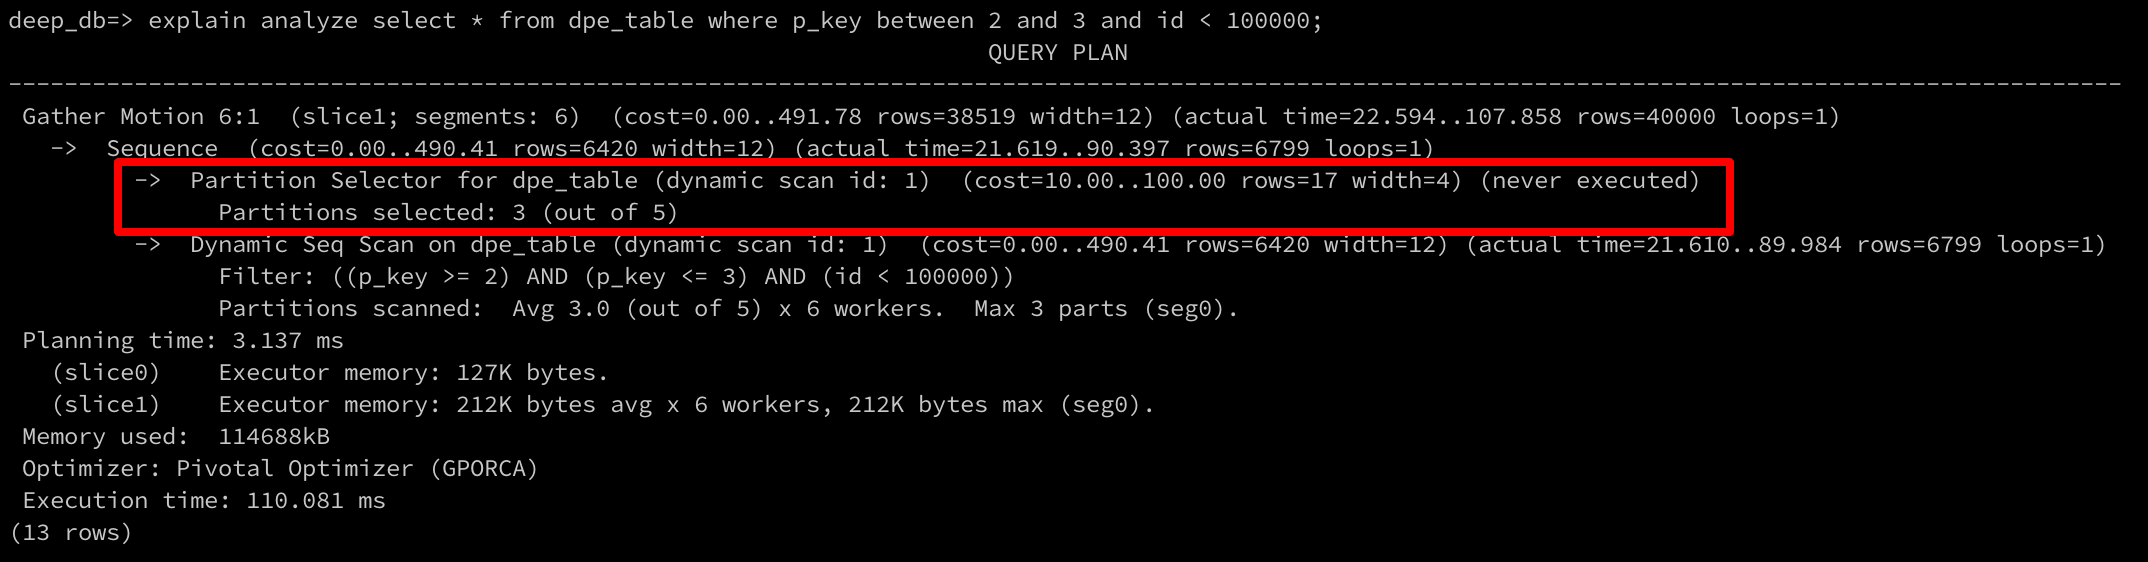 deep_db=> explain analyze select * from dpe_table where p_key between 2 and 3 and id < 100000;
QUERY PLAN
-------------------------------------------------------------------------------------------------------------------------------------------------------
Gather Motion 6:1  (slice1; segments: 6)  (cost=0.00..491.78 rows=38519 width=12) (actual time=22.594..107.858 rows=40000 loops=1)
  ->  Sequence  (cost=0.00..490.41 rows=6420 width=12) (actual time=21.619..90.397 rows=6799 loops=1)
        ->  Partition Selector for dpe_table (dynamic scan id: 1)  (cost=10.00..100.00 rows=17 width=4) (never executed)
              Partitions selected: 3 (out of 5)
        ->  Dynamic Seq Scan on dpe_table (dynamic scan id: 1)  (cost=0.00..490.41 rows=6420 width=12) (actual time=21.610..89.984 rows=6799 loops=1)
              Filter: ((p_key >= 2) AND (p_key <= 3) AND (id < 100000))
              Partitions scanned:  Avg 3.0 (out of 5) x 6 workers.  Max 3 parts (seg0).
Planning time: 3.137 ms
  (slice0)    Executor memory: 127K bytes.
  (slice1)    Executor memory: 212K bytes avg x 6 workers, 212K bytes max (seg0).
Memory used:  114688kB
Optimizer: Pivotal Optimizer (GPORCA)
Execution time: 110.081 ms
(13 rows)